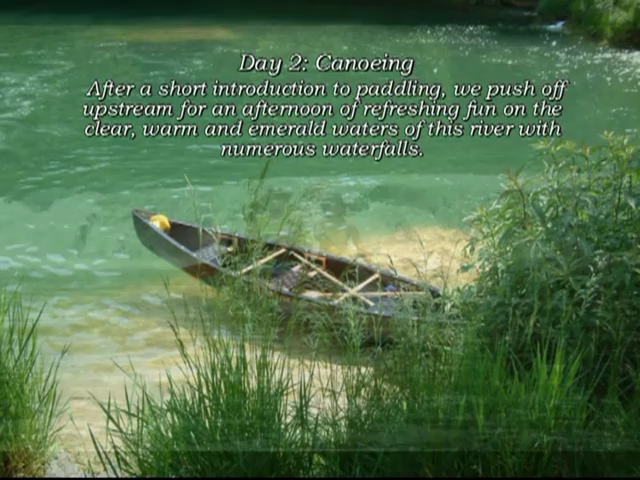 Day 2: Canoeing
After a short introduction to paddling, we push off
upstream for an afternoon of refreshing fun on the
clear, warm and emerald waters of this river with
numerous waterfalls.